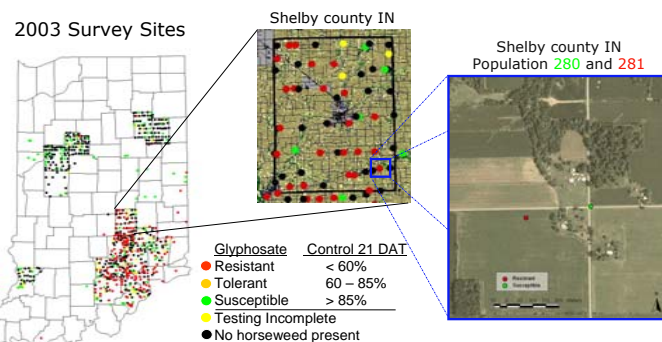 2003 Survey Sites
Shelby county IN
Shelby county IN
Population 280 and 281
Glyphosate Control 21 DAT
Resistant < 60%
Tolerant 60 – 85%
Susceptible > 85%
Testing Incomplete
No horseweed present
Resistant
Susceptible